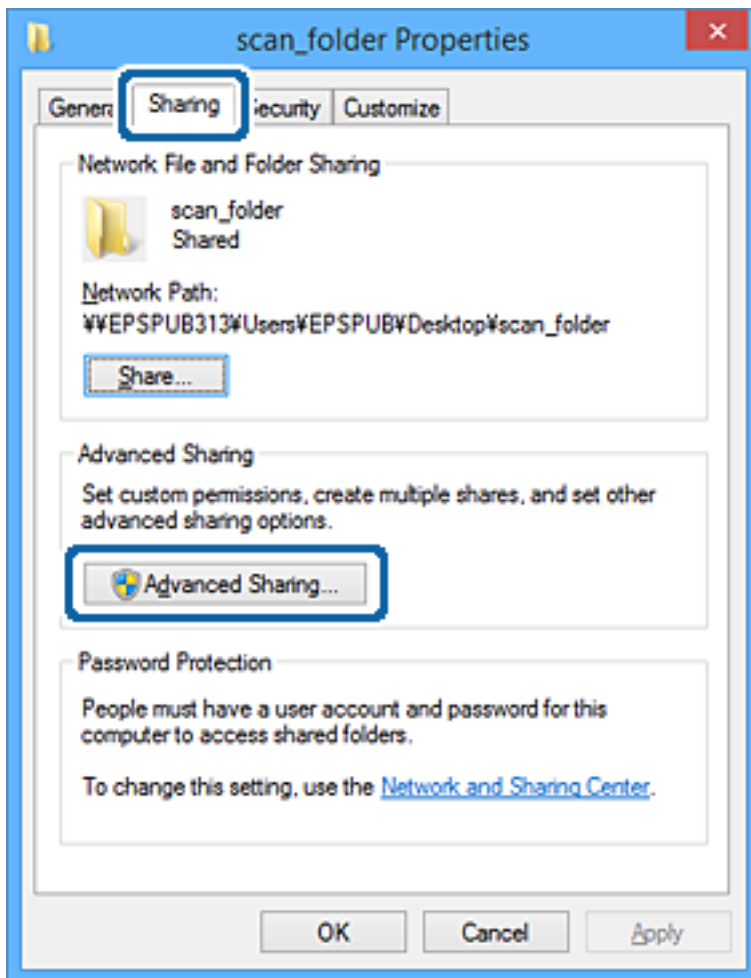 scan_folder Properties
Sharing
Customize
Network File and Folder Sharing
scan_folder
Shared
Network Path:
¥¥EPSPUB313¥Users¥EPSPUB¥Desktop¥scan_folder
Share...
Advanced Sharing
Set custom permissions, create multiple shares, and set other
advanced sharing options.
Advanced Sharing...
Password Protection
People must have a user account and password for this
computer to access shared folders.
To change this setting, use the Network and Sharing Center.
OK Cancel Apply